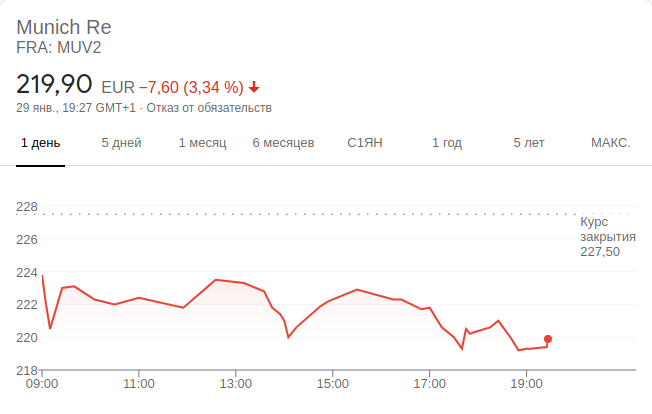 Munich Re
FRA: MUV2
219,90 EUR −7,60 (3,34 %)
29 янв., 19:27 GMT+1 · Отказ от обязательств
1 день 5 дней 1 месяц 6 месяцев С1ЯН 1 год 5 лет МАКС.
228
Курс
закрытия
227,50
226
224
222
220
218
09:00 11:00 13:00 15:00 17:00 19:00